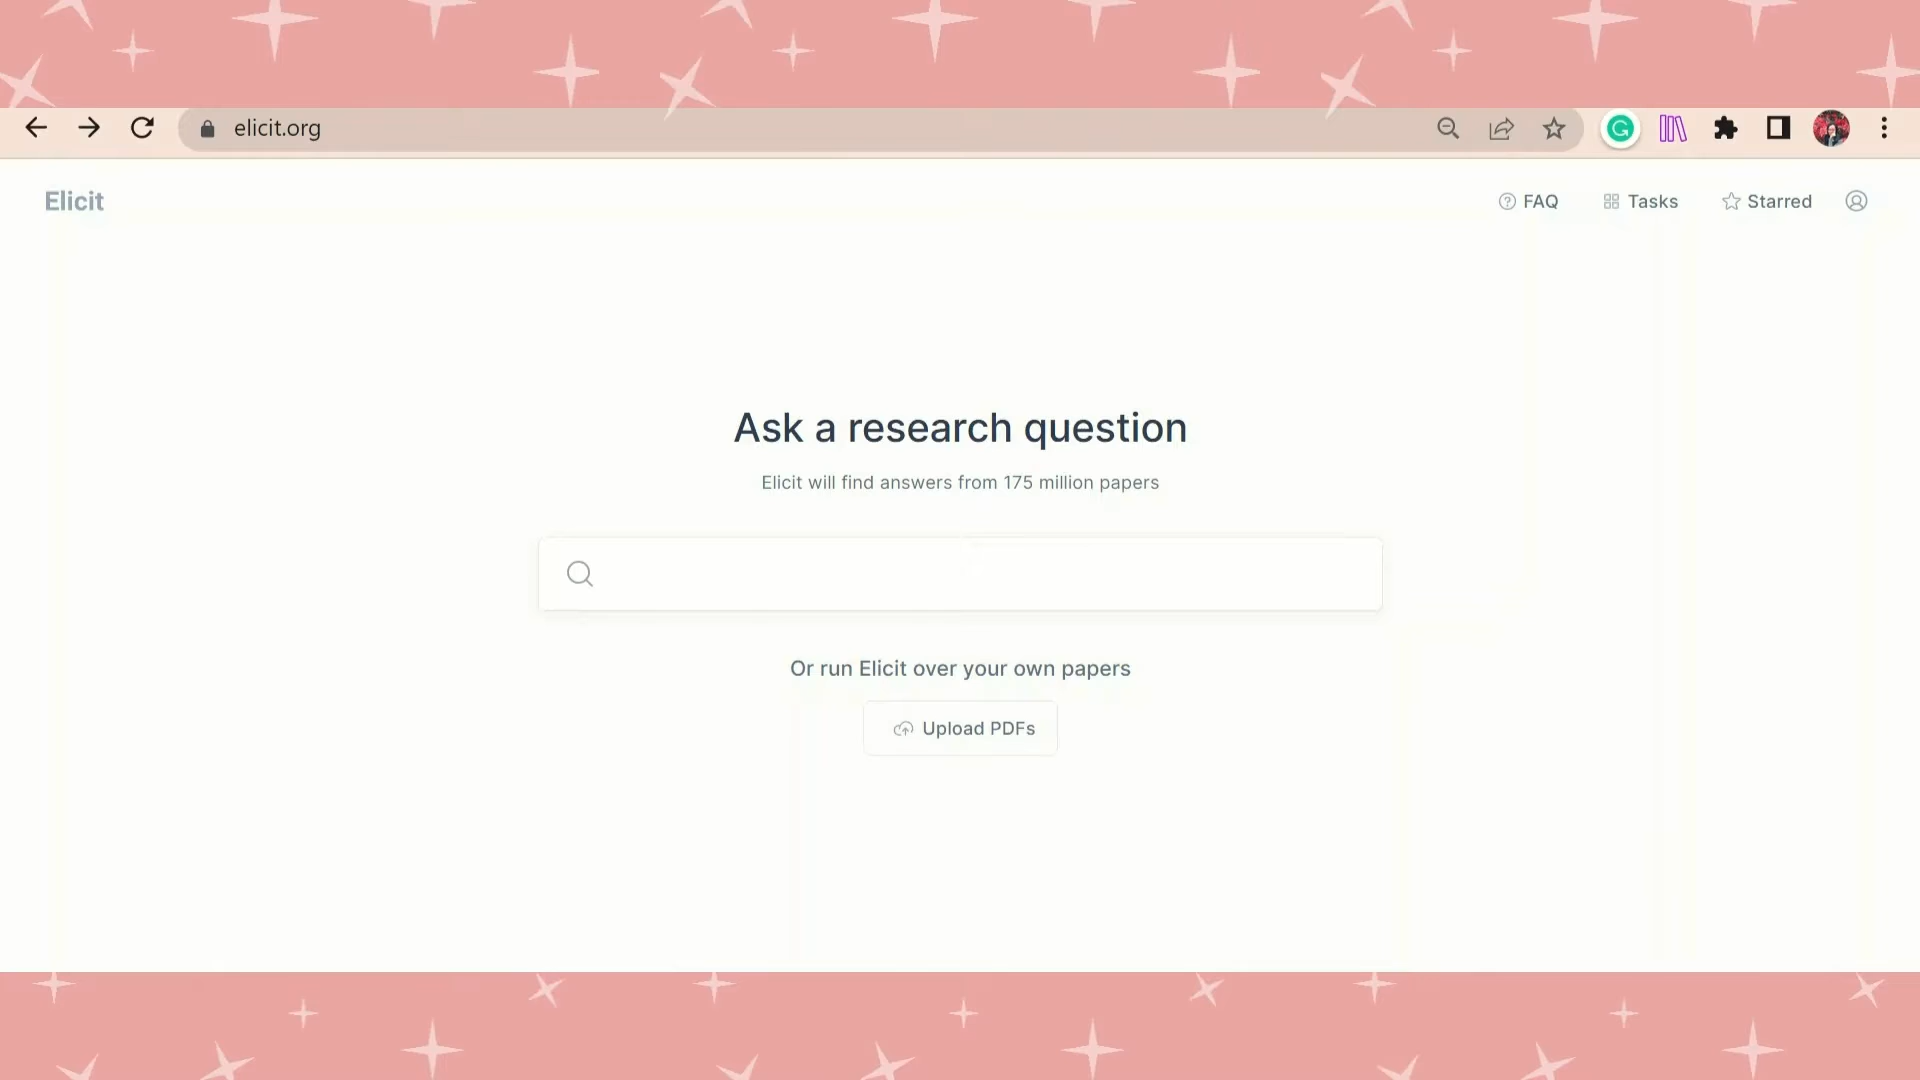 elicit.org
Elicit
FAQ
Tasks
Starred
Ask a research question
Elicit will find answers from 175 million papers
Or run Elicit over your own papers
Upload PDFs